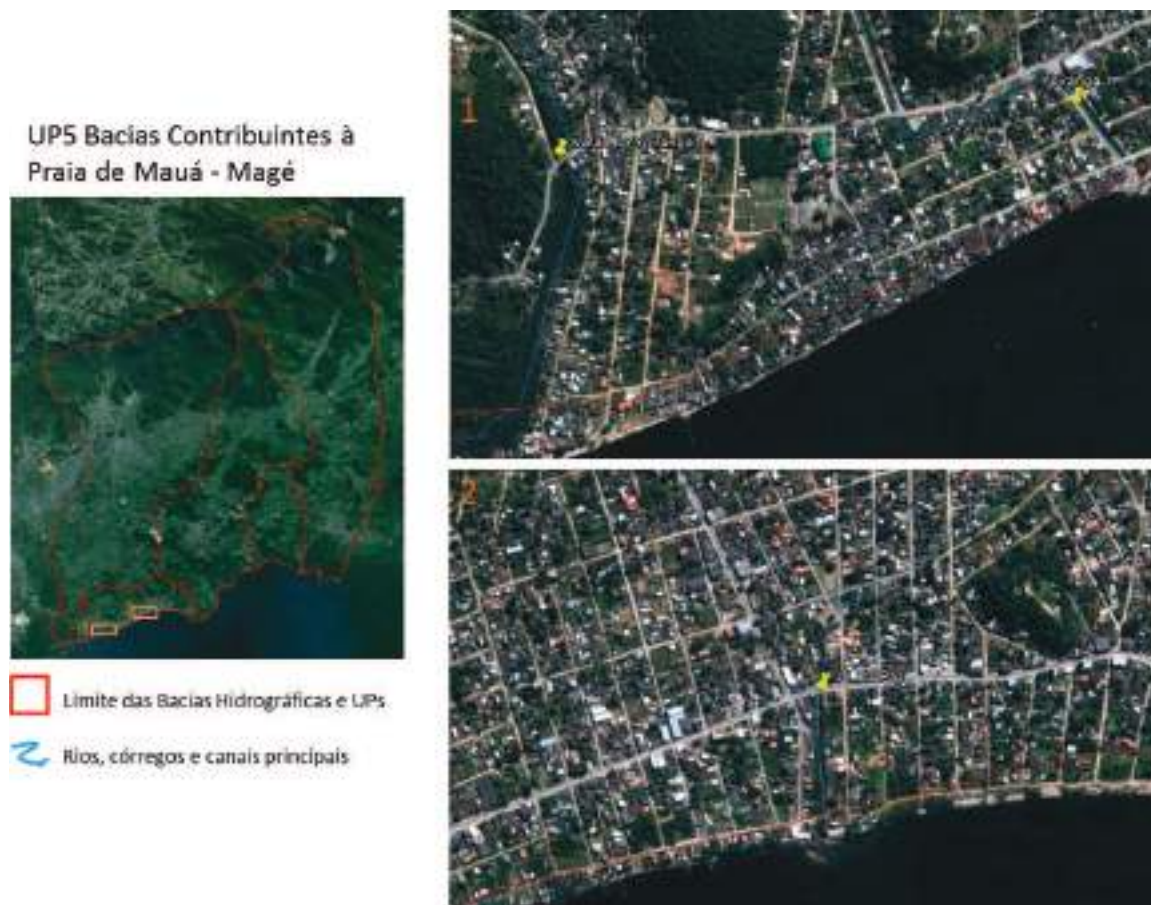 UP5 Bacias Contribuintes à
Praia de Mauá - Magé
1
2
Limite das Bacias Hidrográficas e UPs
Rios, córregos e canais principais